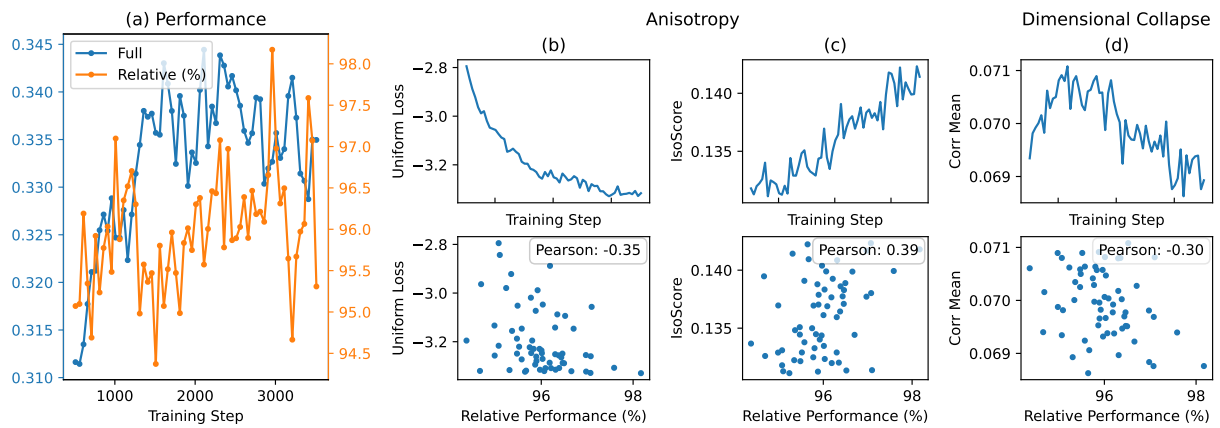 (a) Performance
Anisotropy
Dimensional Collapse
(b)
(c)
(d)
Full
Relative (%)
0.345
0.340
0.335
0.330
0.325
0.320
0.315
0.310
98.0
97.5
97.0
96.5
96.0
95.5
95.0
94.5
1000
2000
3000
Training Step
Uniform Loss
−2.8
−3.0
−3.2
Training Step
IsoScore
0.140
0.135
Training Step
Corr Mean
0.071
0.070
0.069
Training Step
Uniform Loss
−2.8
−3.0
−3.2
Pearson: -0.35
96
98
Relative Performance (%)
IsoScore
0.140
0.135
Pearson: 0.39
96
98
Relative Performance (%)
Corr Mean
0.071
0.070
0.069
Pearson: -0.30
96
98
Relative Performance (%)